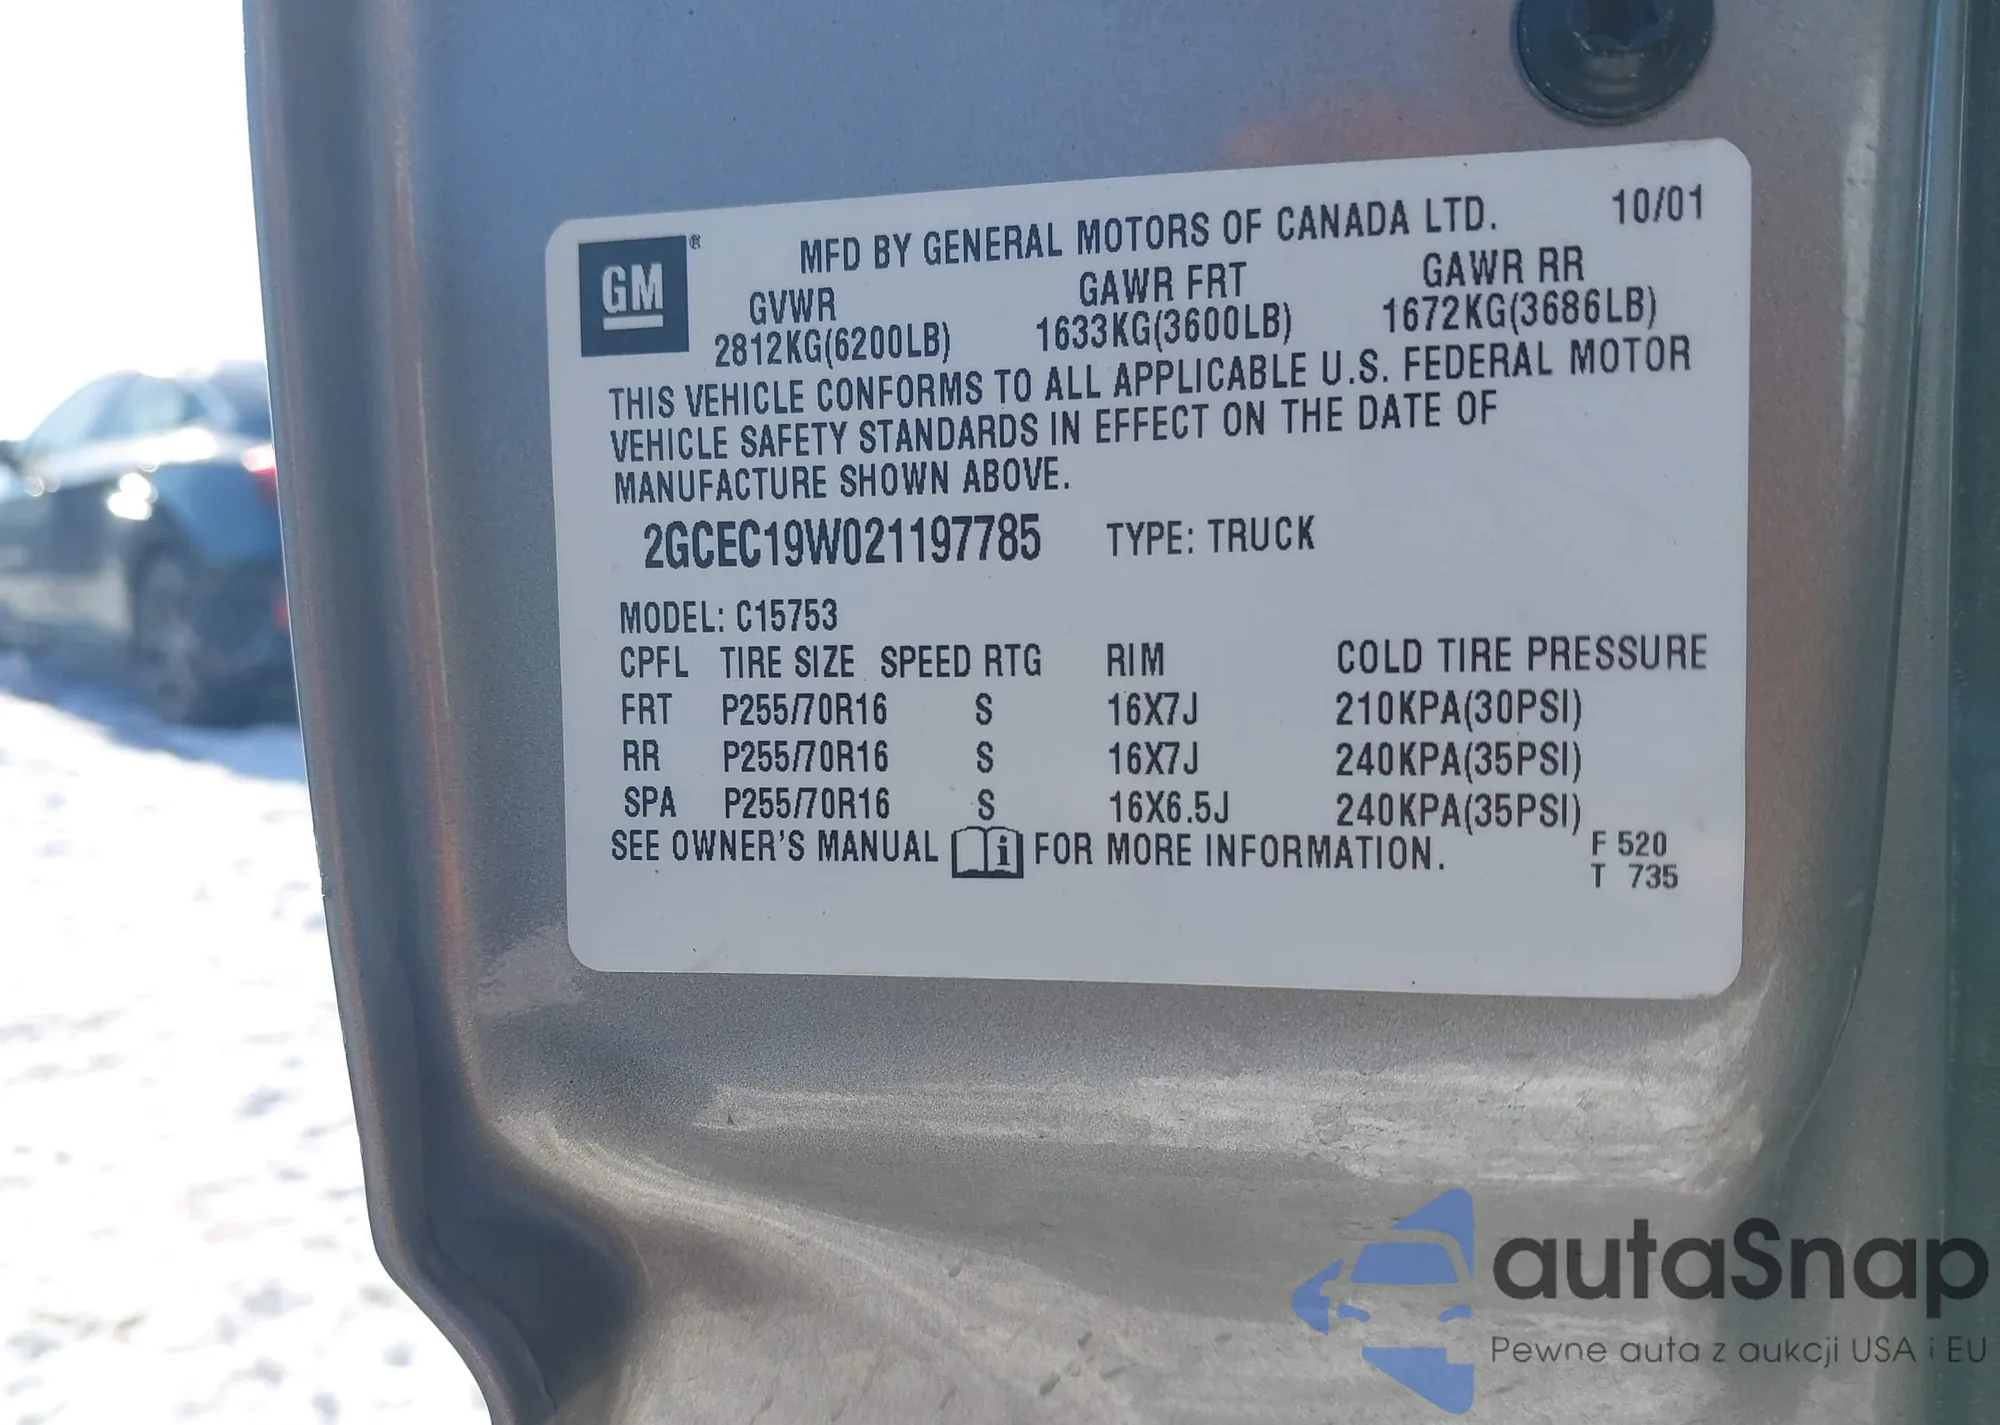 GM ®
MFD BY GENERAL MOTORS OF CANADA LTD. 10/01
GVWR GAWR FRT GAWR RR
2812KG(6200LB) 1633KG(3600LB) 1672KG(3686LB)
THIS VEHICLE CONFORMS TO ALL APPLICABLE U.S. FEDERAL MOTOR
VEHICLE SAFETY STANDARDS IN EFFECT ON THE DATE OF
MANUFACTURE SHOWN ABOVE.
2GCEC19W021197785 TYPE: TRUCK
MODEL: C15753
CPFL TIRE SIZE SPEED RTG RIM COLD TIRE PRESSURE
FRT P255/70R16 S 16X7J 210KPA(30PSI)
RR P255/70R16 S 16X7J 240KPA(35PSI)
SPA P255/70R16 S 16X6.5J 240KPA(35PSI)
SEE OWNER'S MANUAL i FOR MORE INFORMATION.
F 520
T 735
autaSnap
Pewne auta z aukcji USA i EU